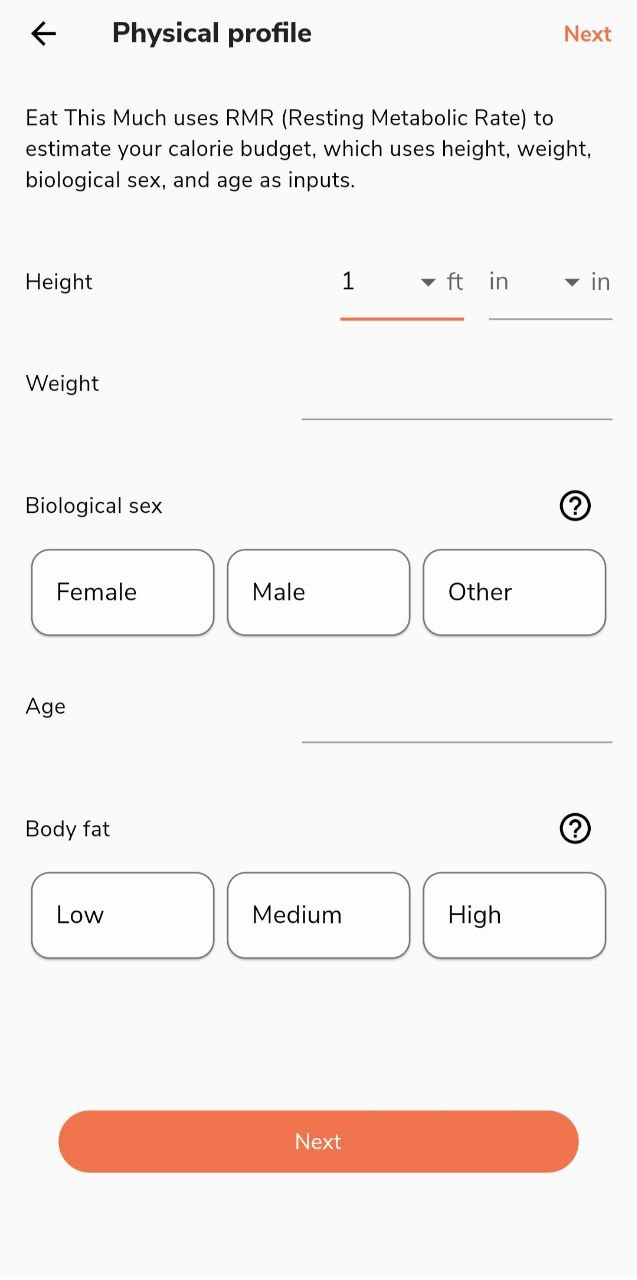 Physical profile
Next
Eat This Much uses RMR (Resting Metabolic Rate) to
estimate your calorie budget, which uses height, weight,
biological sex, and age as inputs.
Height 1 ft in in
Weight
Biological sex ?
Female Male Other
Age
Body fat ?
Low Medium High
Next